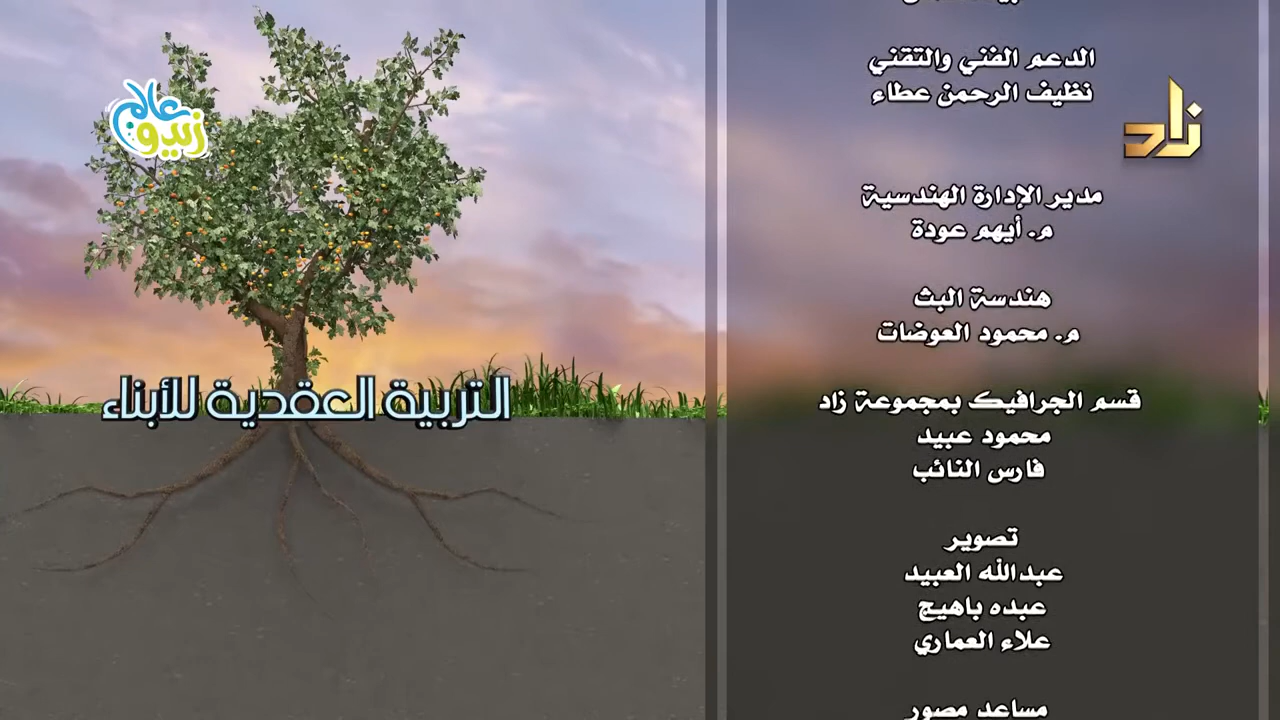 عالم
زيدو
زاد
التربية العقدية للأبناء
الدعم الفني والتقني
نظيف الرحمن عطاء
مدير الإدارة الهندسية
م. أيهم عودة
هندسة البث
م. محمود العوضات
قسم الجرافيك بمجموعة زاد
محمود عبيد
فارس النائب
تصوير
عبدالله العبيد
عبده باهيج
علاء العماري
مساعد مصور